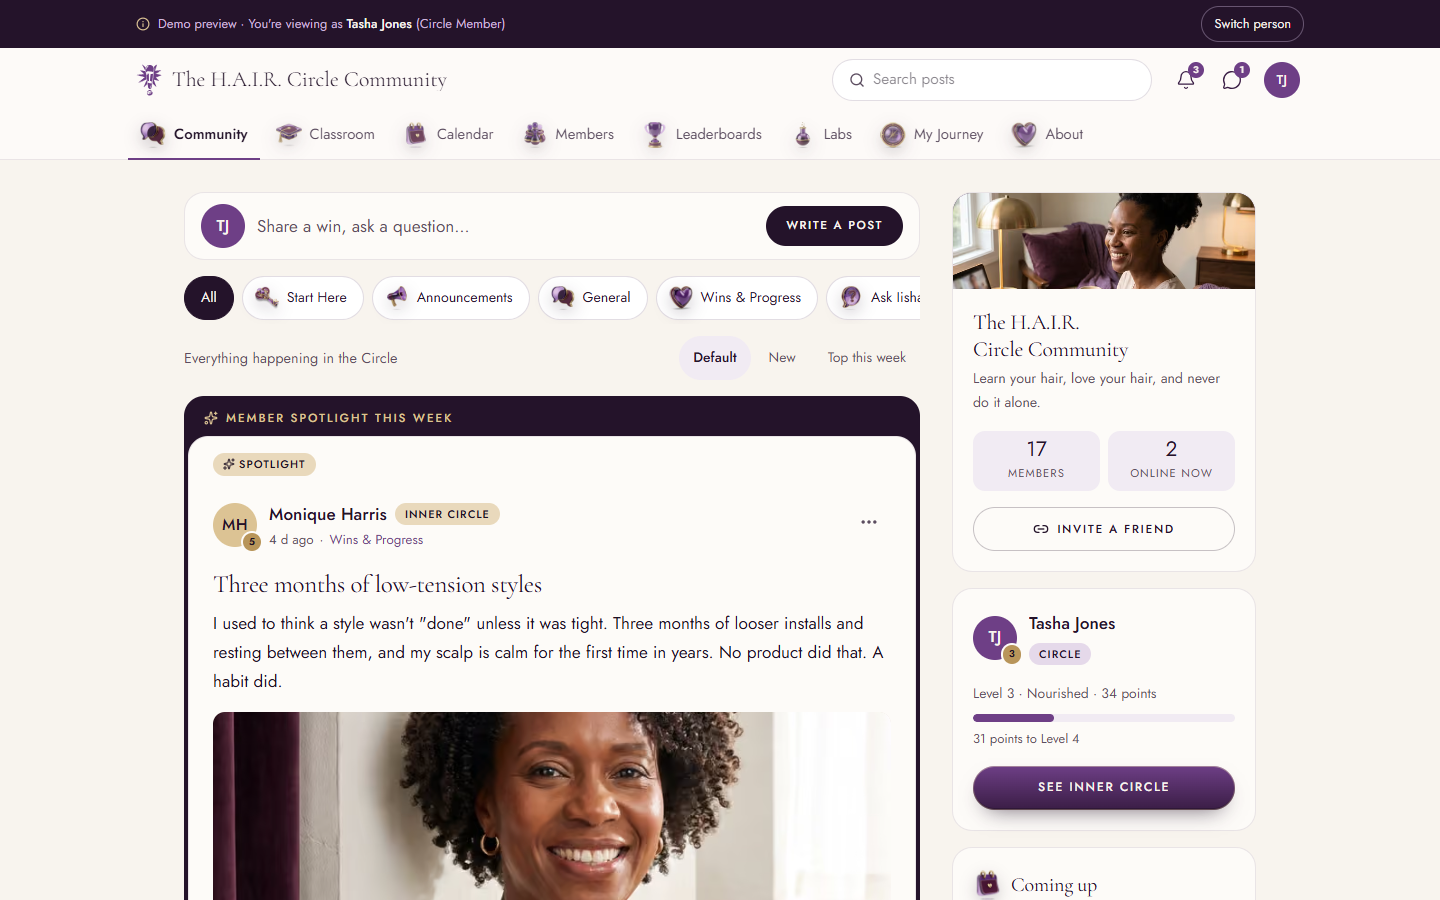 Demo preview · You're viewing as Tasha Jones (Circle Member)
Switch person
The H.A.I.R. Circle Community
Search posts
3
1
TJ
Community
Classroom
Calendar
Members
Leaderboards
Labs
My Journey
About
TJ
Share a win, ask a question...
WRITE A POST
All
Start Here
Announcements
General
Wins & Progress
Ask Iisha
Everything happening in the Circle
Default
New
Top this week
MEMBER SPOTLIGHT THIS WEEK
SPOTLIGHT
MH
5
Monique Harris
INNER CIRCLE
4 d ago · Wins & Progress
Three months of low-tension styles
I used to think a style wasn't "done" unless it was tight. Three months of looser installs and
resting between them, and my scalp is calm for the first time in years. No product did that. A
habit did.
The H.A.I.R.
Circle Community
Learn your hair, love your hair, and never
do it alone.
17
MEMBERS
2
ONLINE NOW
INVITE A FRIEND
TJ
3
Tasha Jones
CIRCLE
Level 3 · Nourished · 34 points
31 points to Level 4
SEE INNER CIRCLE
Coming up